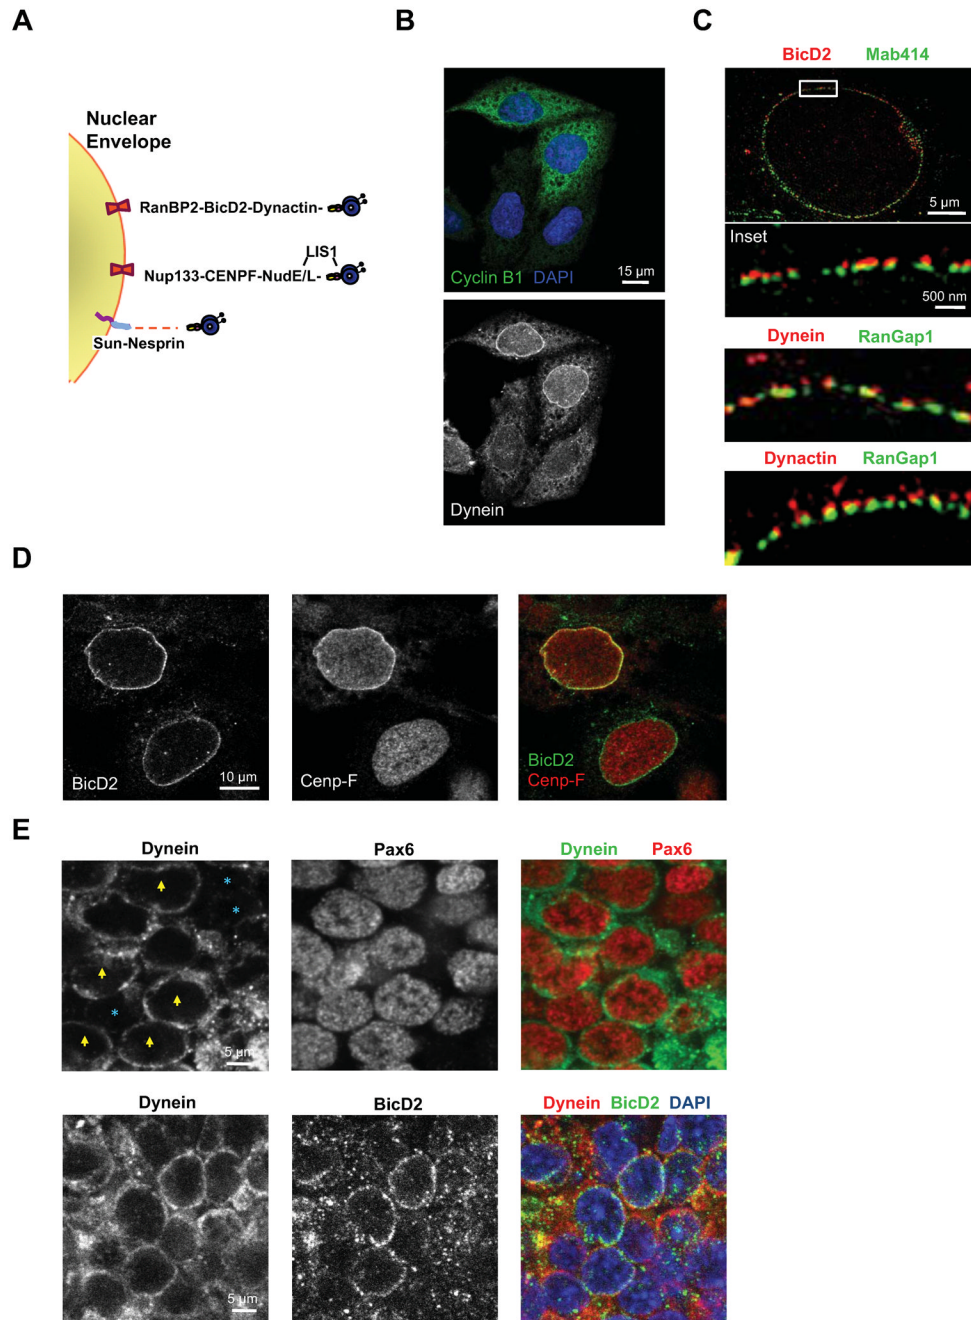 A
Nuclear
Envelope
RanBP2-BicD2-Dynactin-
LIS1
Nup133-CENPF-NudE/L-
Sun-Nesprin
B
Cyclin B1 DAPI
15 µm
Dynein
C
BicD2 Mab414
5 µm
Inset
500 nm
Dynein RanGap1
Dynactin RanGap1
D
BicD2
10 µm
Cenp-F
BicD2
Cenp-F
E
Dynein Pax6 Dynein Pax6
*
*
*
5 µm
Dynein BicD2 Dynein BicD2 DAPI
5 µm